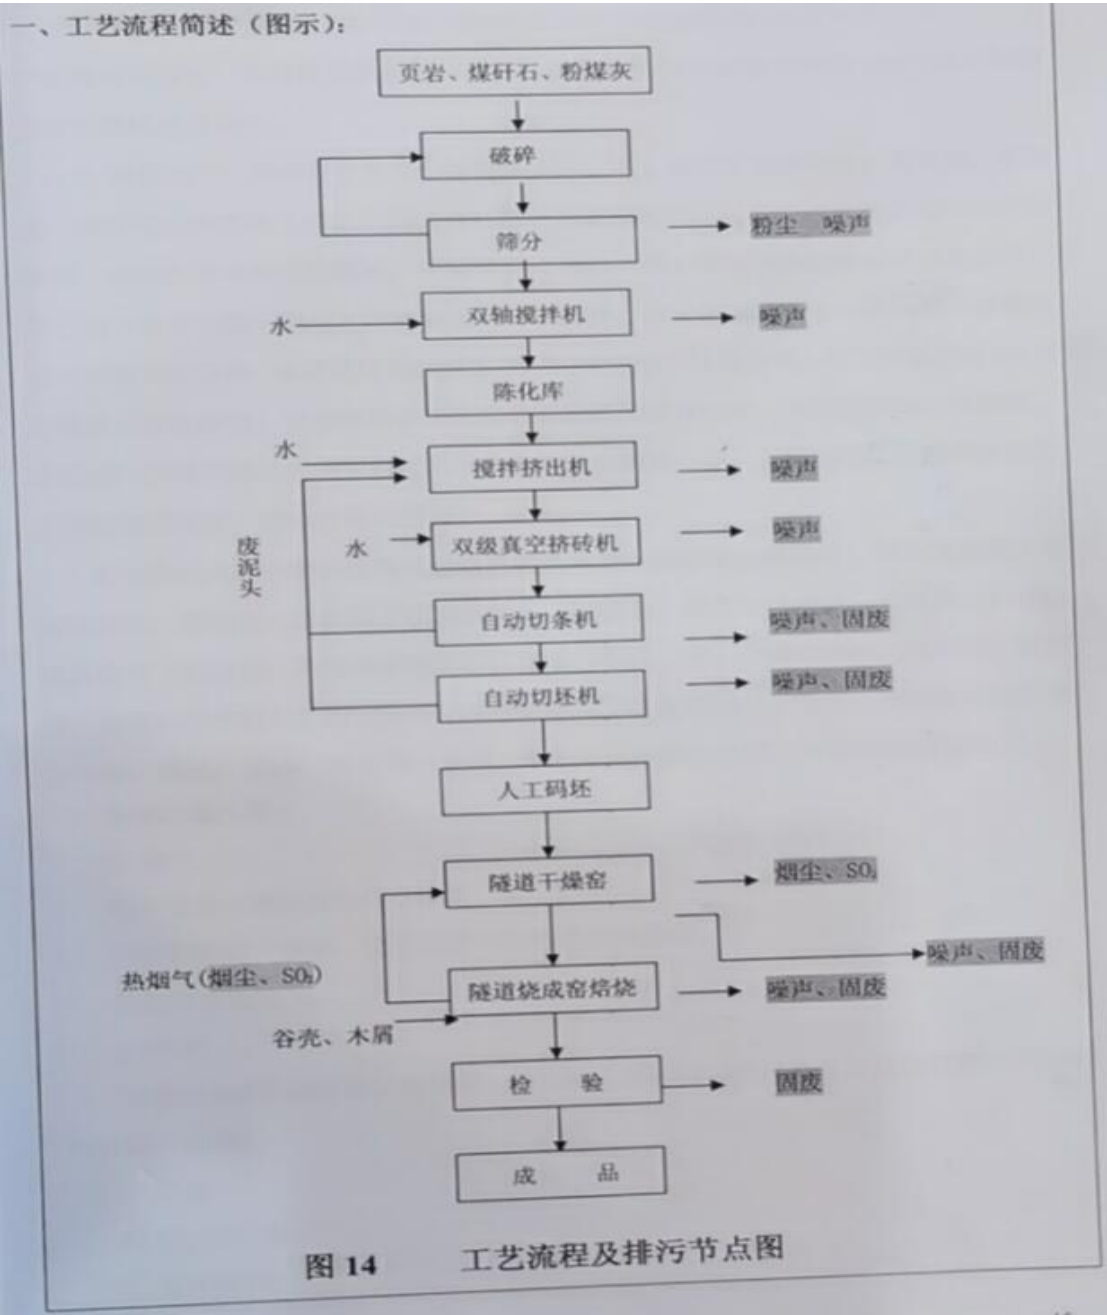 一、工艺流程简述（图示）：
页岩、煤矸石、粉煤灰
破碎
筛分
粉尘 噪声
水
双轴搅拌机
噪声
陈化库
水
搅拌挤出机
噪声
废泥头
水
双级真空挤砖机
噪声
自动切条机
噪声、固废
自动切坯机
噪声、固废
人工码坯
隧道干燥窑
烟尘、SO₂
噪声、固废
热烟气(烟尘、SO₂)
隧道烧成窑焙烧
噪声、固废
谷壳、木屑
检 验
固废
成 品
图 14 工艺流程及排污节点图